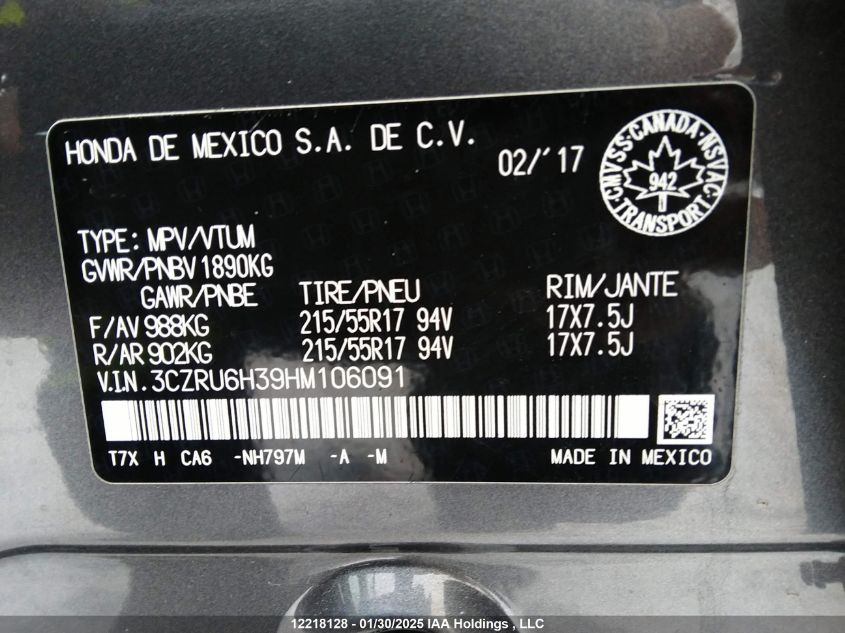 HONDA DE MEXICO S.A. DE C.V.
02/'17
CMVSS·CANADA·NSVAC·TRANSPORT·
942
TYPE: MPV/VTUM
GVWR/PNBV 1890KG
GAWR/PNBE TIRE/PNEU RIM/JANTE
F/AV 988KG 215/55R17 94V 17X7.5J
R/AR 902KG 215/55R17 94V 17X7.5J
V.I.N. 3CZRU6H39HM106091
T7X H CA6 -NH797M -A -M MADE IN MEXICO
12218128 - 01/30/2025 IAA Holdings , LLC